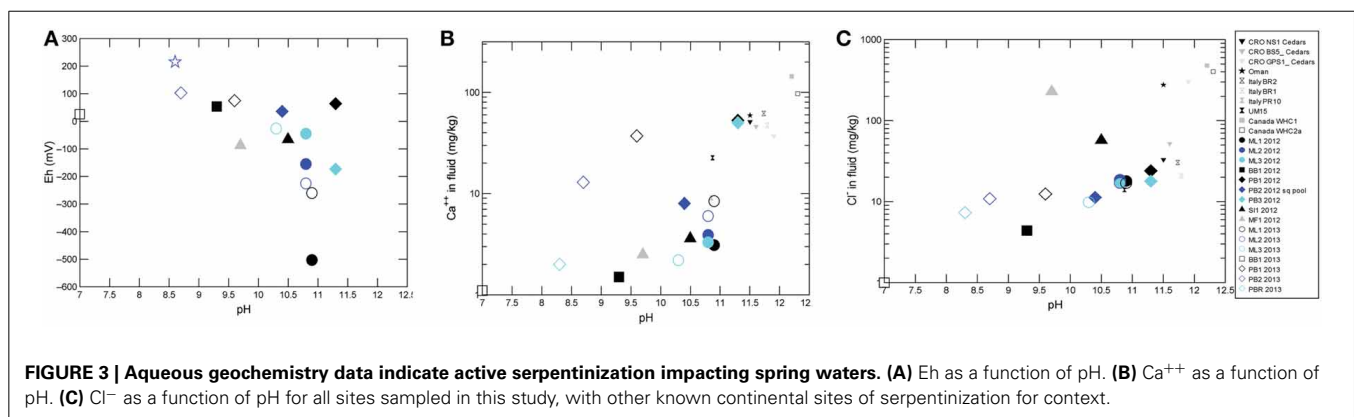 A
300
200
100
0
−100
−200
−300
−400
−500
−600
Eh (mV)
7 7.5 8 8.5 9 9.5 10 10.5 11 11.5 12 12.5
pH
B
100
10
1
Ca++ in fluid (mg/kg)
7 7.5 8 8.5 9 9.5 10 10.5 11 11.5 12 12.5
pH
C
1000
100
10
1
Cl− in fluid (mg/kg)
7 7.5 8 8.5 9 9.5 10 10.5 11 11.5 12 12.5
pH
CRO NS1 Cedars
CRO BS5_ Cedars
CRO GPS1_ Cedars
Oman
Italy BR2
Italy BR1
Italy PR10
UM15
Canada WHC1
Canada WHC2a
ML1 2012
ML2 2012
ML3 2012
BB1 2012
PB1 2012
PB2 2012 sq pool
PB3 2012
SI1 2012
MF1 2012
ML1 2013
ML2 2013
ML3 2013
BB1 2013
PB1 2013
PB2 2013
PBR 2013
FIGURE 3 | Aqueous geochemistry data indicate active serpentinization impacting spring waters. (A) Eh as a function of pH. (B) Ca++ as a function of
pH. (C) Cl− as a function of pH for all sites sampled in this study, with other known continental sites of serpentinization for context.